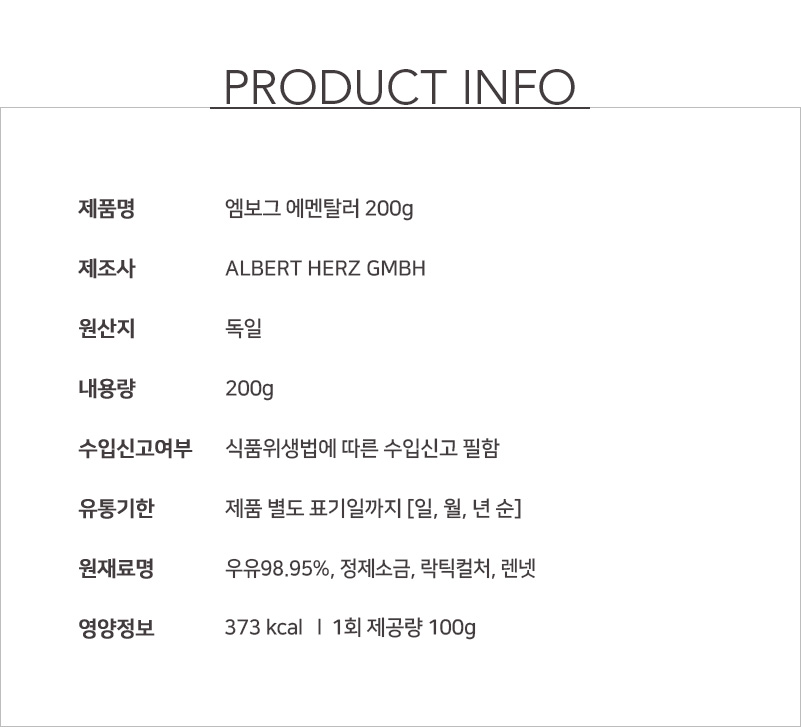 PRODUCT INFO
제품명 엠보그 에멘탈러 200g
제조사 ALBERT HERZ GMBH
원산지 독일
내용량 200g
수입신고여부 식품위생법에 따른 수입신고 필함
유통기한 제품 별도 표기일까지 [일, 월, 년 순]
원재료명 우유98.95%, 정제소금, 락틱컬처, 렌넷
영양정보 373 kcal ㅣ 1회 제공량 100g